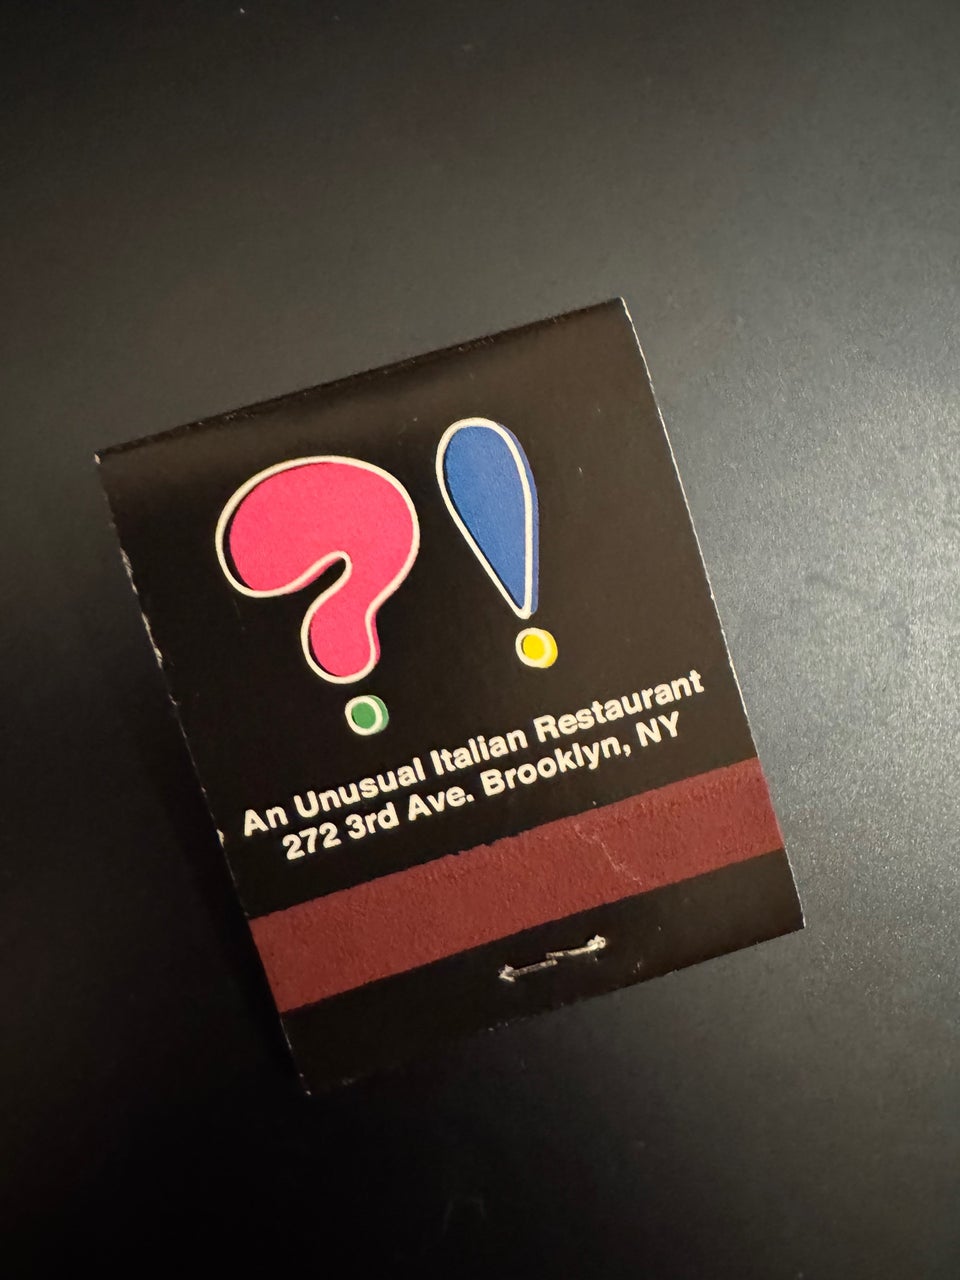 ?!
An Unusual Italian Restaurant
272 3rd Ave. Brooklyn, NY